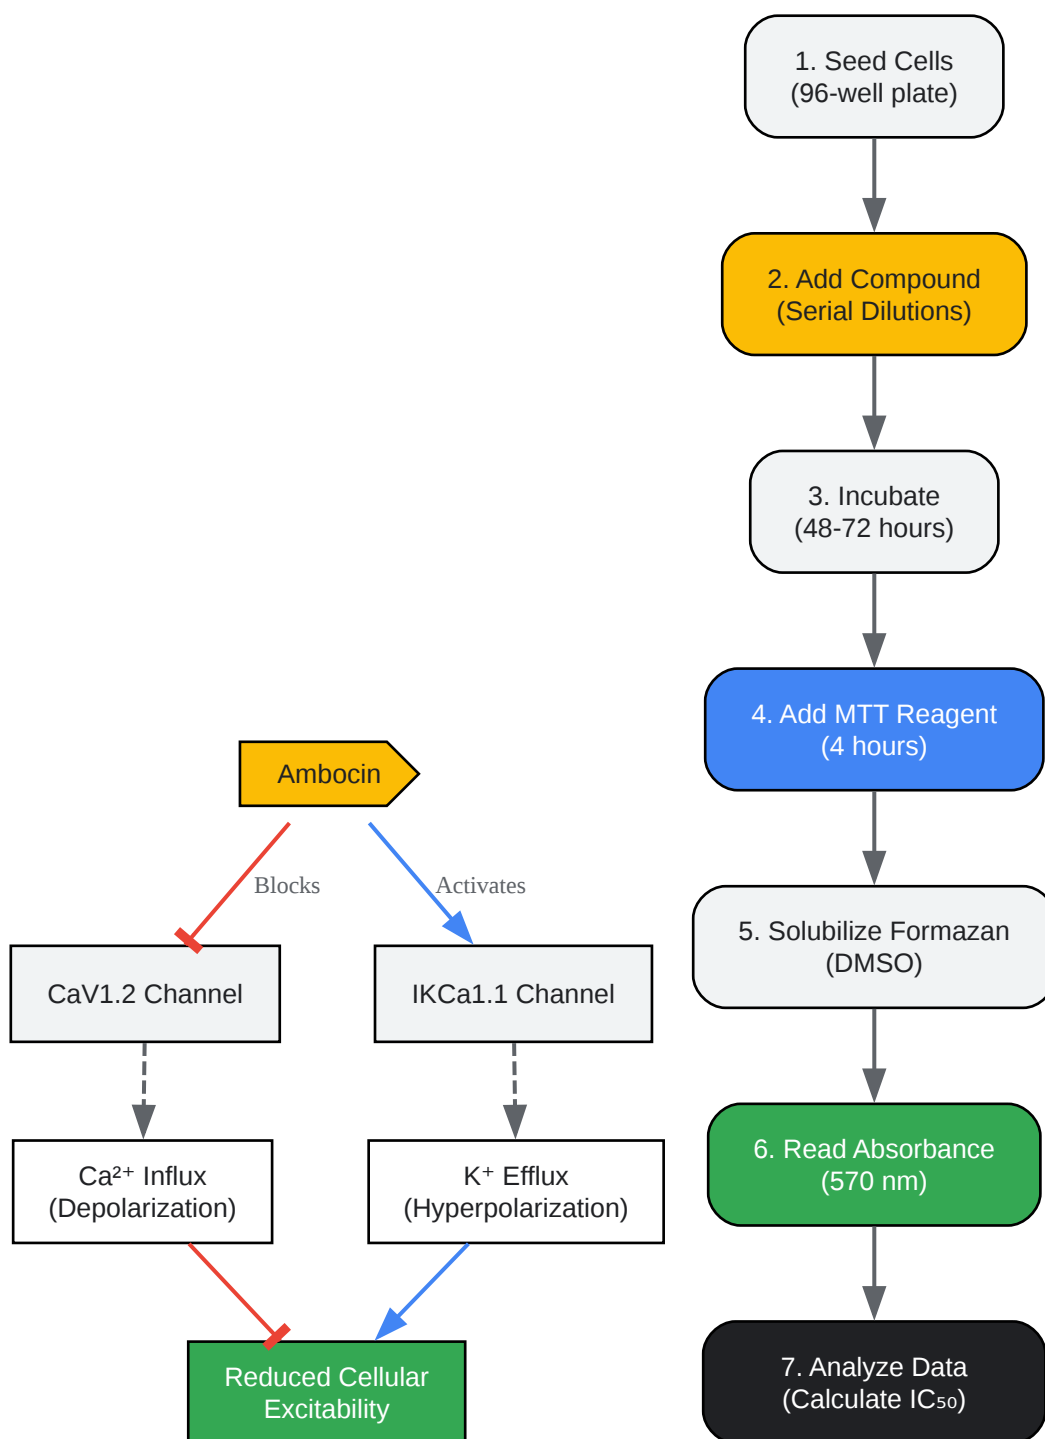 1. Seed Cells
(96-well plate)
2. Add Compound
(Serial Dilutions)
3. Incubate
(48-72 hours)
4. Add MTT Reagent
(4 hours)
5. Solubilize Formazan
(DMSO)
6. Read Absorbance
(570 nm)
7. Analyze Data
(Calculate IC₅₀)
Ambocin
Blocks
Activates
CaV1.2 Channel
IKCa1.1 Channel
Ca²⁺ Influx
(Depolarization)
K⁺ Efflux
(Hyperpolarization)
Reduced Cellular
Excitability